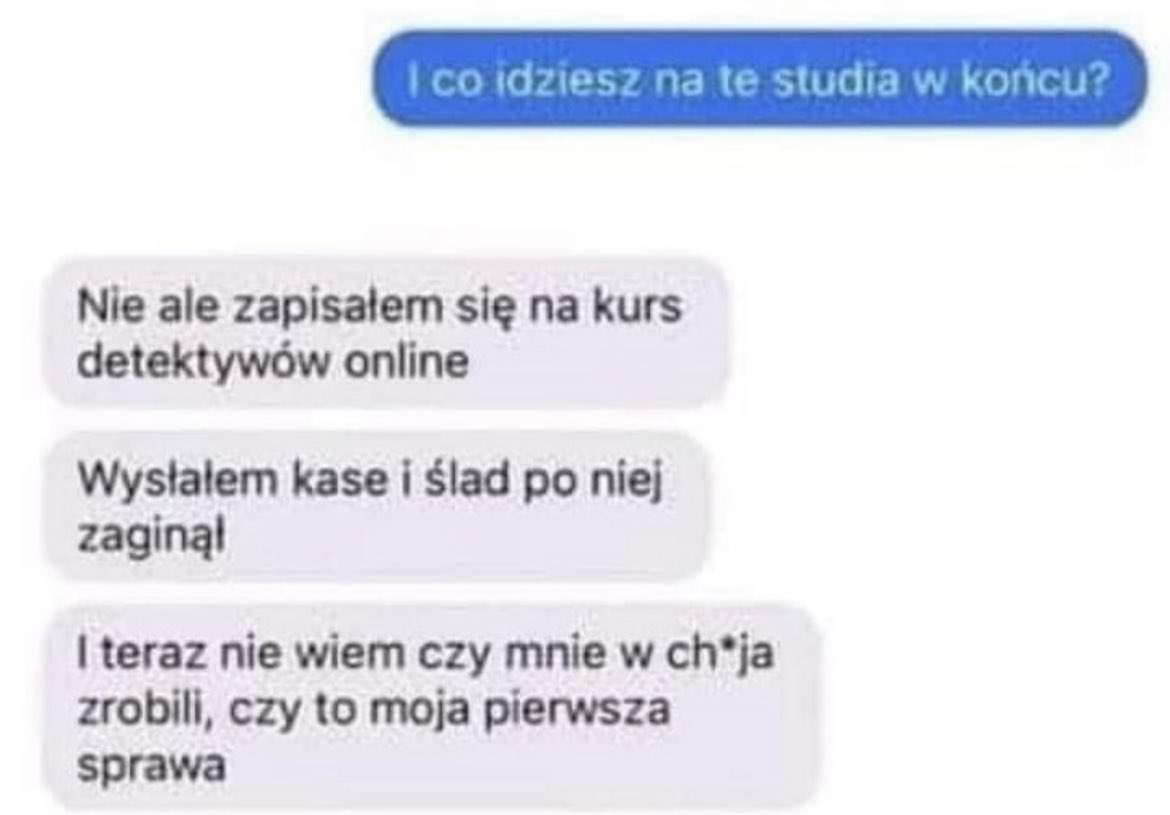 I co idziesz na te studia w końcu?
Nie ale zapisałem się na kurs
detektywów online
Wysłałem kase i ślad po niej
zaginął
I teraz nie wiem czy mnie w ch*ja
zrobili, czy to moja pierwsza
sprawa